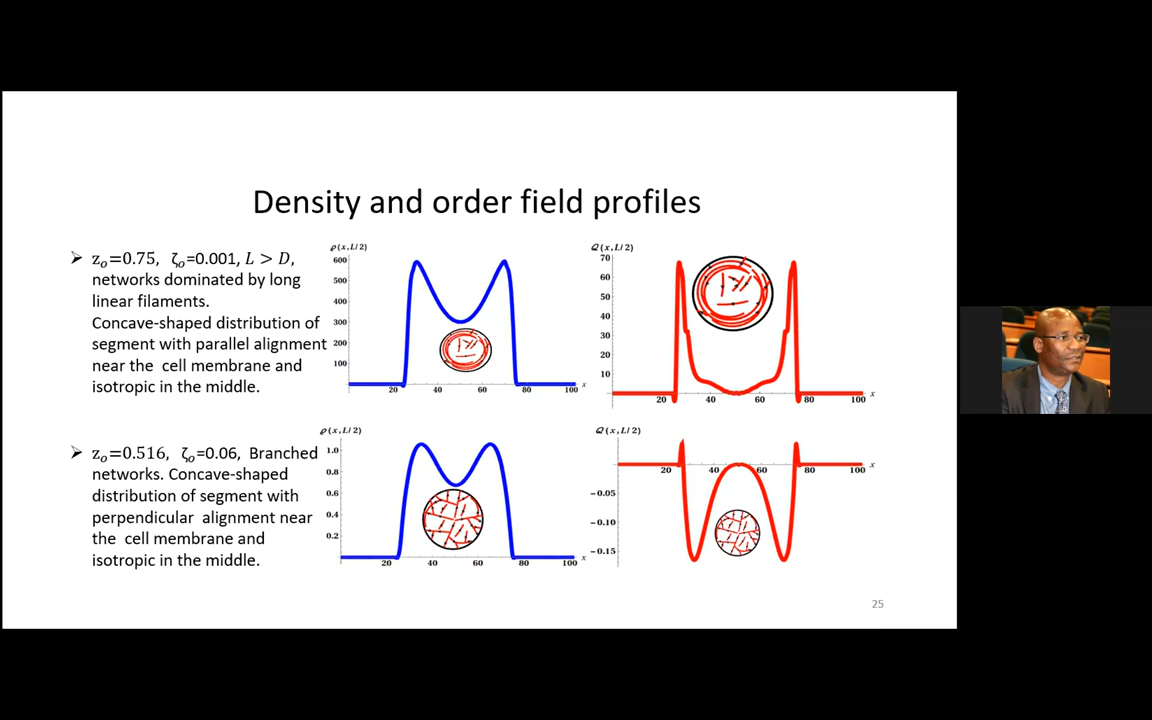 Density and order field profiles
➢ z₀=0.75, ζ₀=0.001, L > D,
networks dominated by long
linear filaments.
Concave-shaped distribution of
segment with parallel alignment
near the cell membrane and
isotropic in the middle.
ρ(x,L/2)
600
500
400
300
200
100
20 40 60 80 100 x
Q(x,L/2)
70
60
50
40
30
20
10
20 40 60 80 100 x
➢ z₀=0.516, ζ₀=0.06, Branched
networks. Concave-shaped
distribution of segment with
perpendicular alignment near
the cell membrane and
isotropic in the middle.
ρ(x,L/2)
1.0
0.8
0.6
0.4
0.2
20 40 60 80 100 x
Q(x,L/2)
20 40 60 80 100 x
−0.05
−0.10
−0.15
25